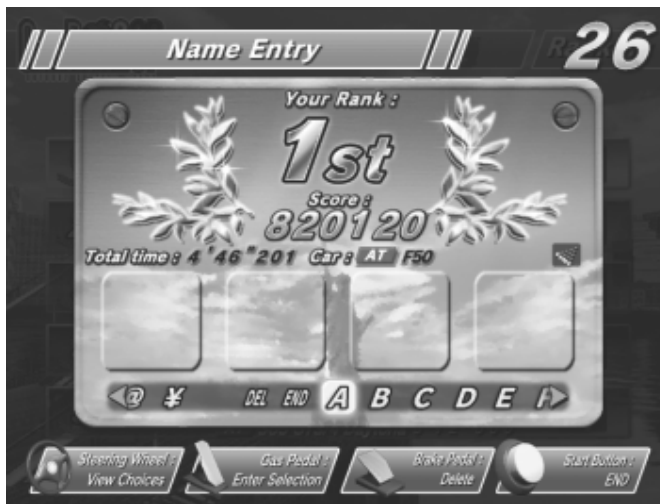 Name Entry
26
Your Rank :
1st
Score :
820120
Total time : 4'46"201 Car : AT F50
@ ¥ DEL END A B C D E
Steering Wheel :
View Choices
Gas Pedal :
Enter Selection
Brake Pedal :
Delete
Start Button :
END